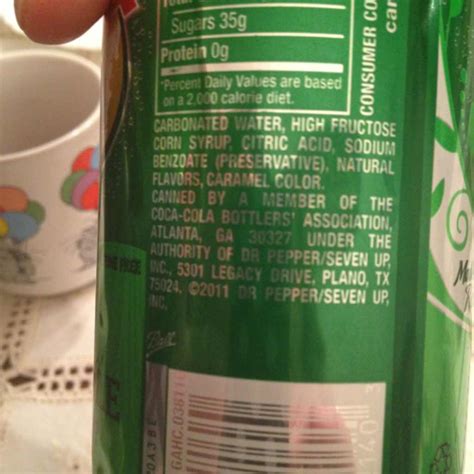 Sugars 35g
Protein 0g
*Percent Daily Values are based
on a 2,000 calorie diet.
CARBONATED WATER, HIGH FRUCTOSE
CORN SYRUP, CITRIC ACID, SODIUM
BENZOATE (PRESERVATIVE), NATURAL
FLAVORS, CARAMEL COLOR.
CANNED BY A MEMBER OF THE
COCA-COLA BOTTLERS' ASSOCIATION,
ATLANTA, GA 30327 UNDER THE
AUTHORITY OF DR PEPPER/SEVEN UP,
INC., 5301 LEGACY DRIVE, PLANO, TX
75024. ©2011 DR PEPPER/SEVEN UP,
INC.
Ball
CONSUMER CO
FREE
E